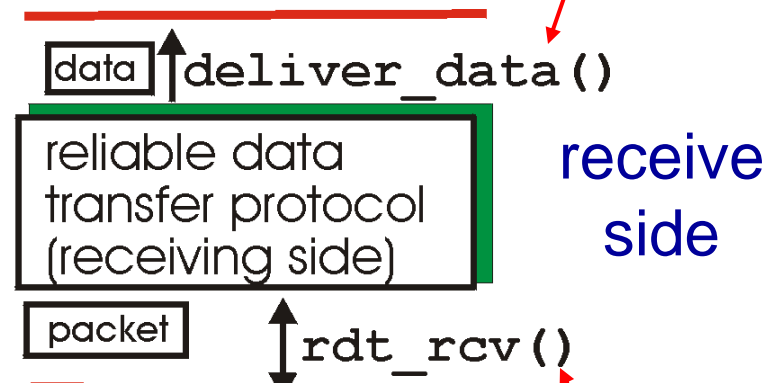 data deliver_data()
reliable data
transfer protocol
(receiving side)
receive
side
packet rdt_rcv()